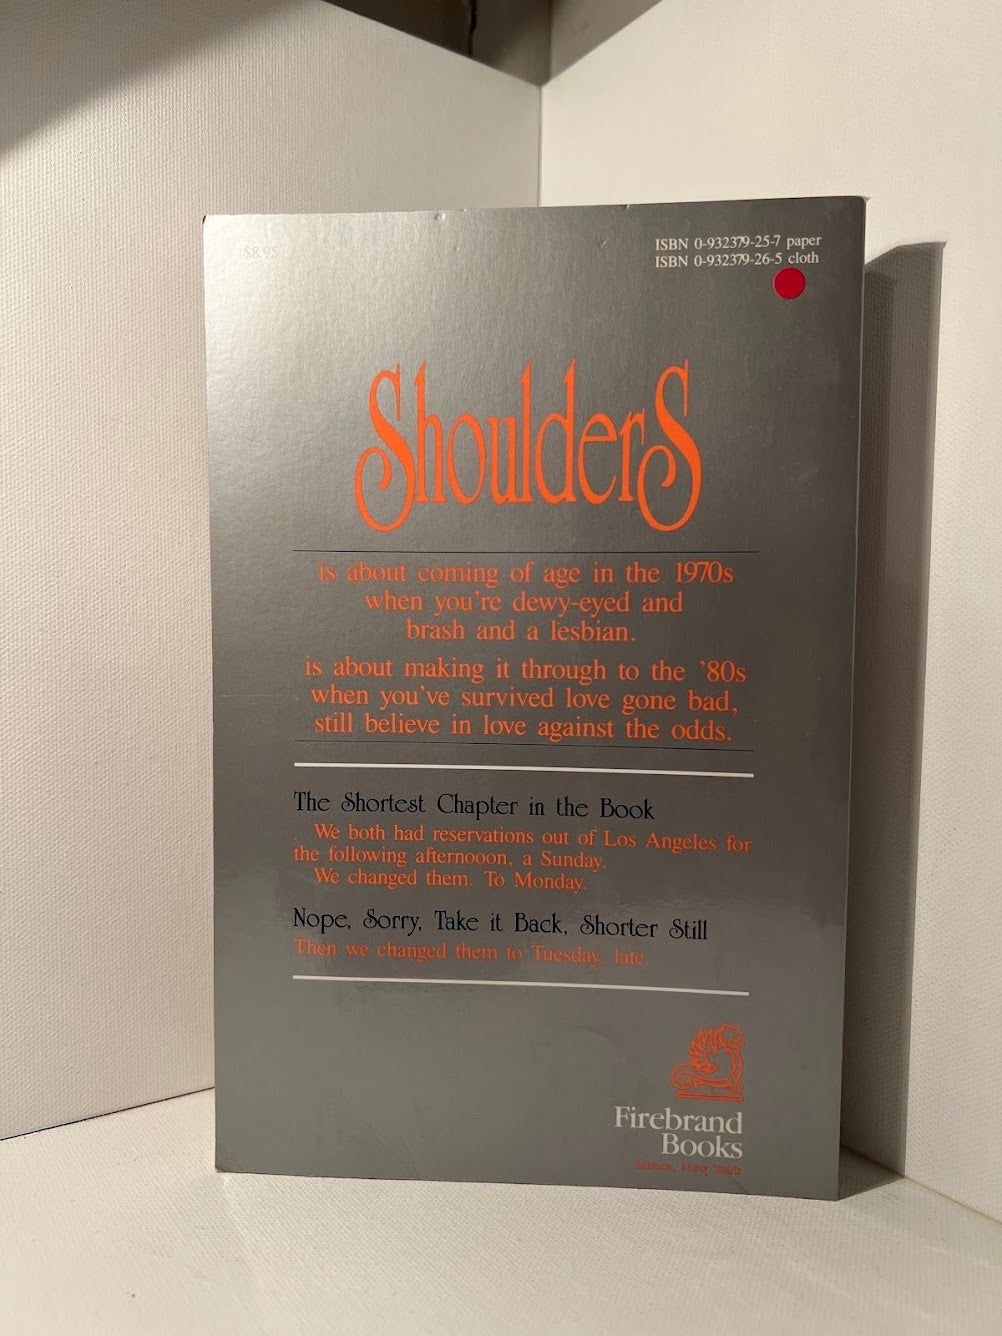 $8.95
ISBN 0-932379-25-7 paper
ISBN 0-932379-26-5 cloth
Shoulders
is about coming of age in the 1970s
when you're dewy-eyed and
brash and a lesbian.
is about making it through to the '80s
when you've survived love gone bad,
still believe in love against the odds.
The Shortest Chapter in the Book
We both had reservations out of Los Angeles for
the following afternooon, a Sunday.
We changed them. To Monday.
Nope, Sorry, Take it Back, Shorter Still
Then we changed them to Tuesday, late.
Firebrand
Books
Ithaca, New York